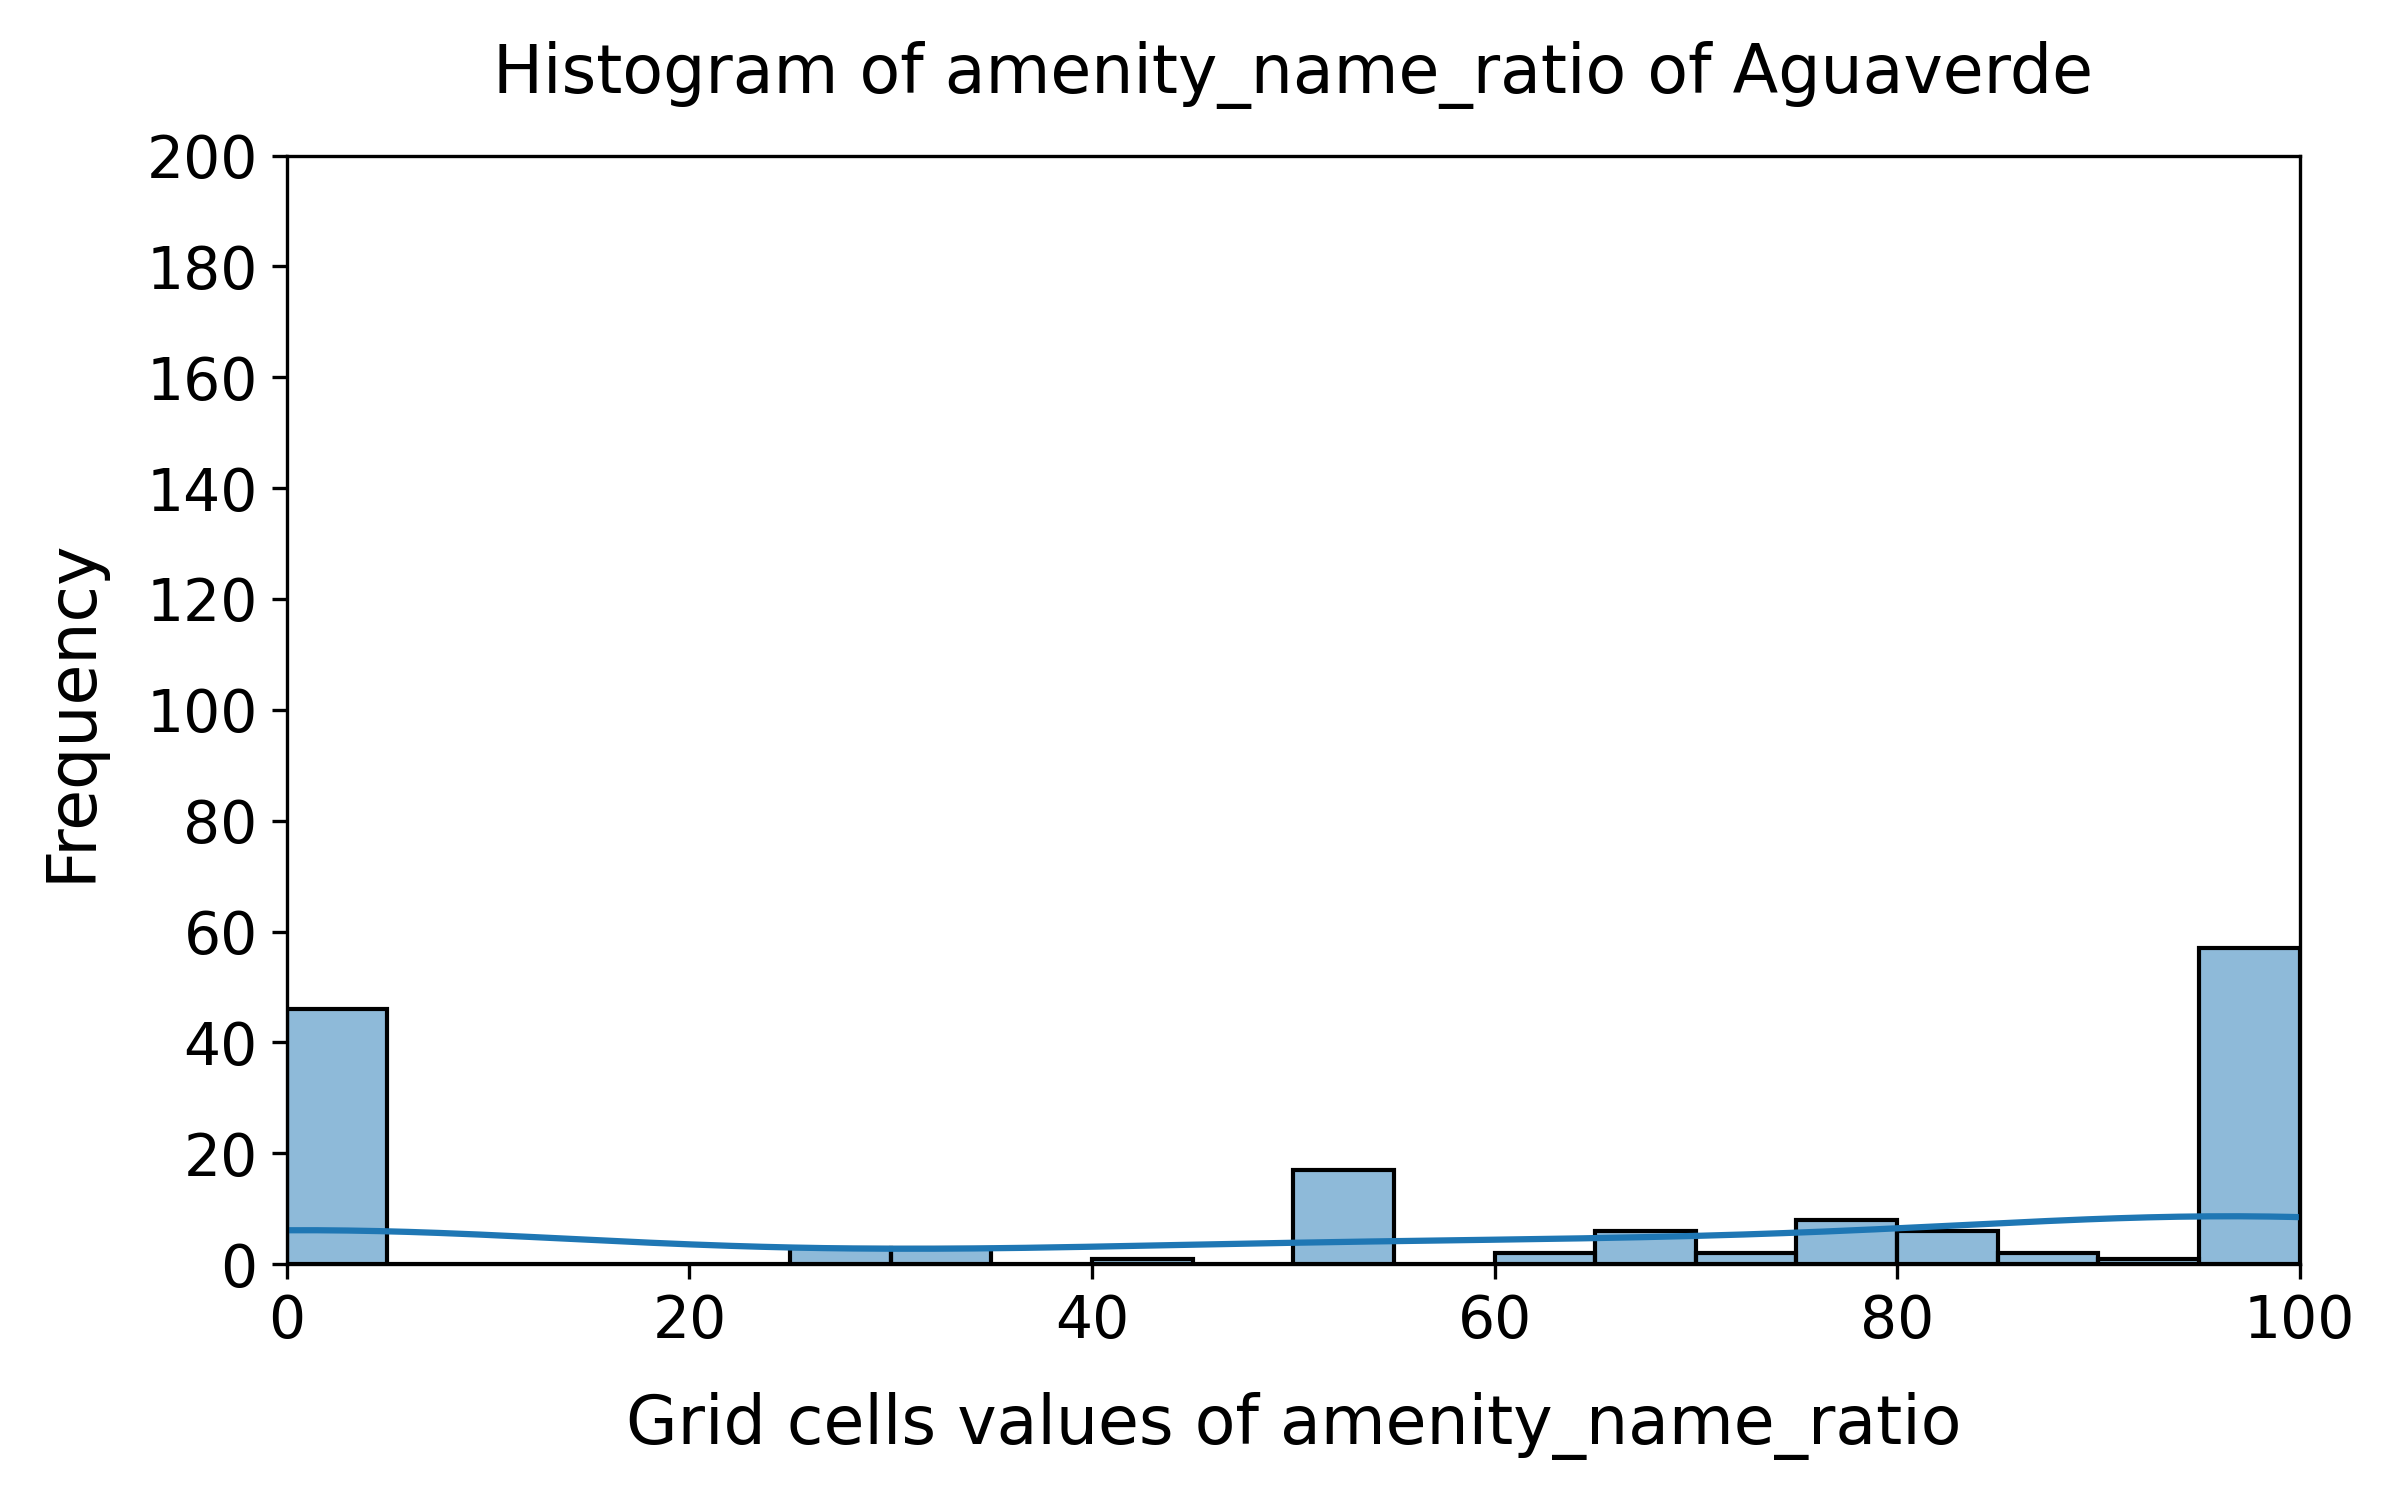 Histogram of amenity_name_ratio of Aguaverde
200
180
160
140
120
100
80
60
40
20
0
Frequency
0 20 40 60 80 100
Grid cells values of amenity_name_ratio